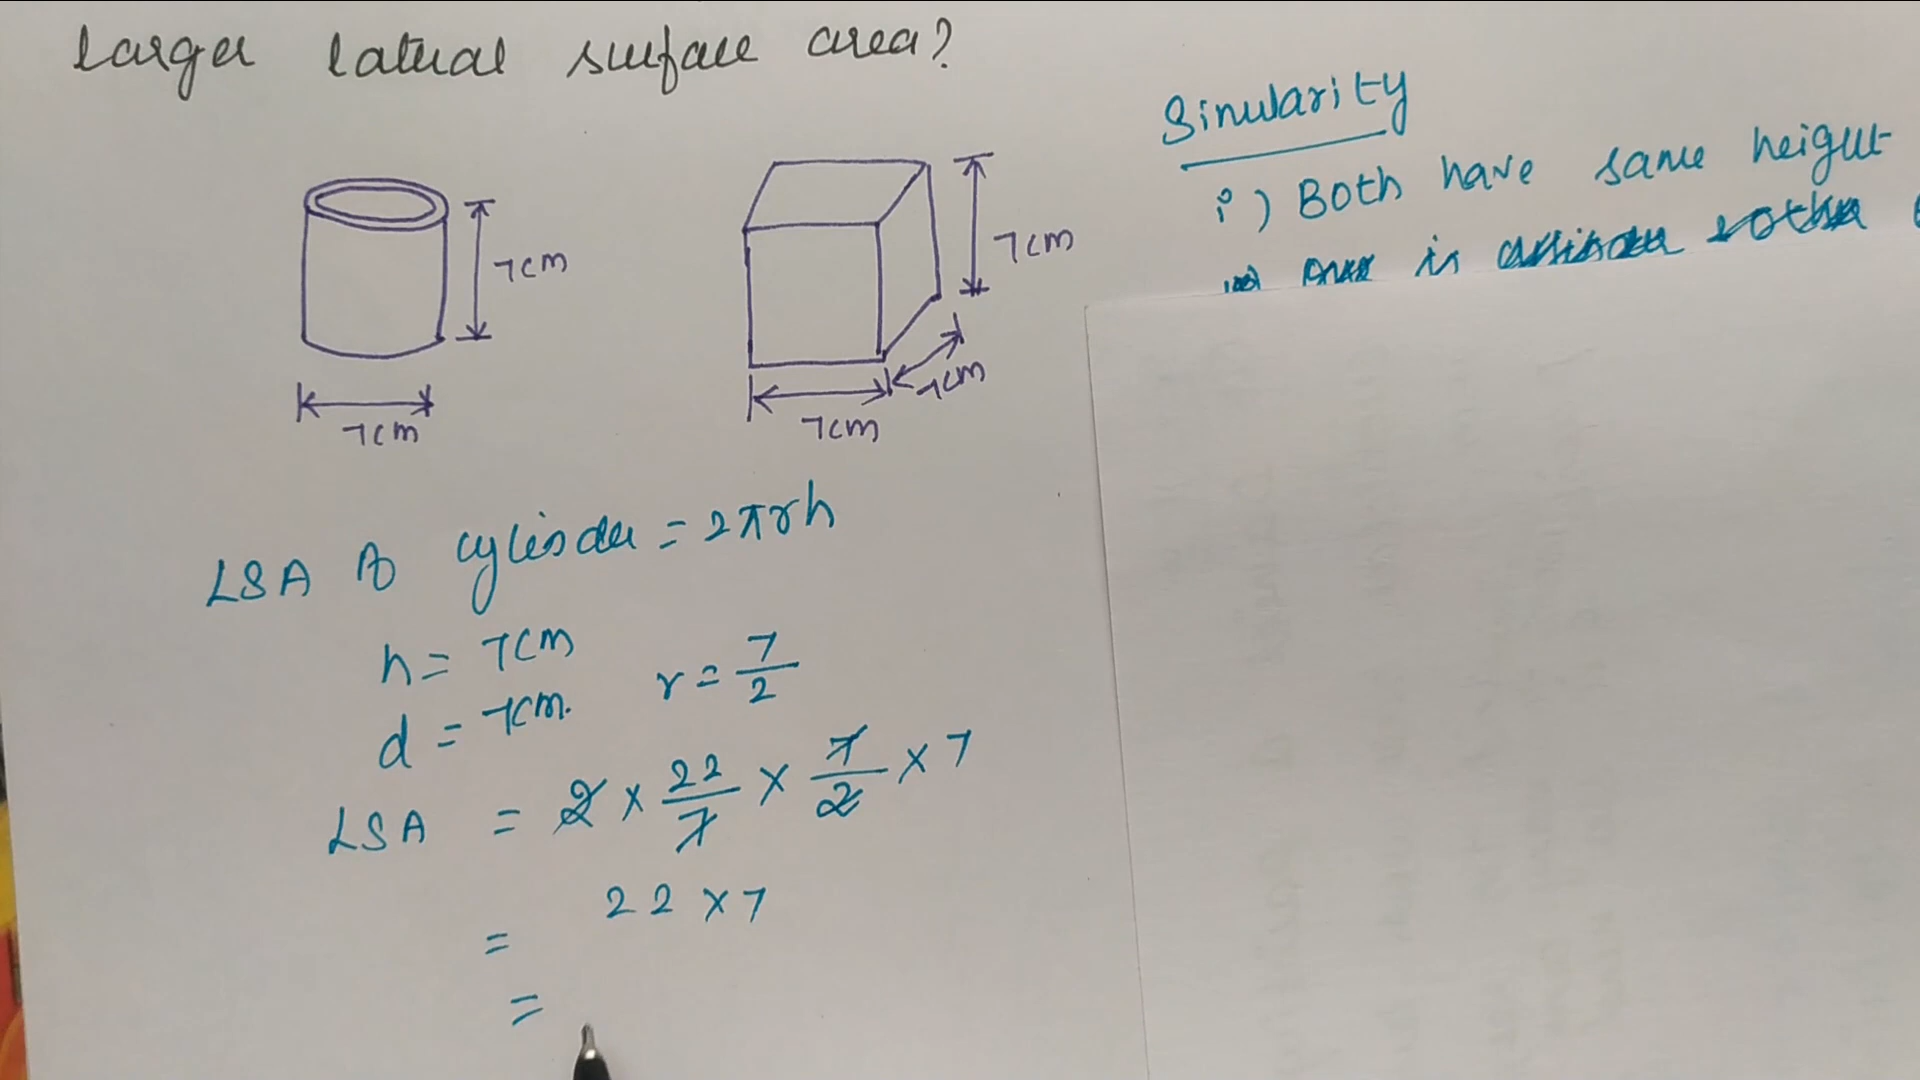 larger lateral surface area?
Similarity
i) Both have same height
is
7cm
7cm
7cm
7cm
7cm
LSA of cylinder = 2πrh
h = 7cm
d = 7cm. r = 7/2
LSA = 2 × 22/7 × 7/2 × 7
= 22 × 7
=